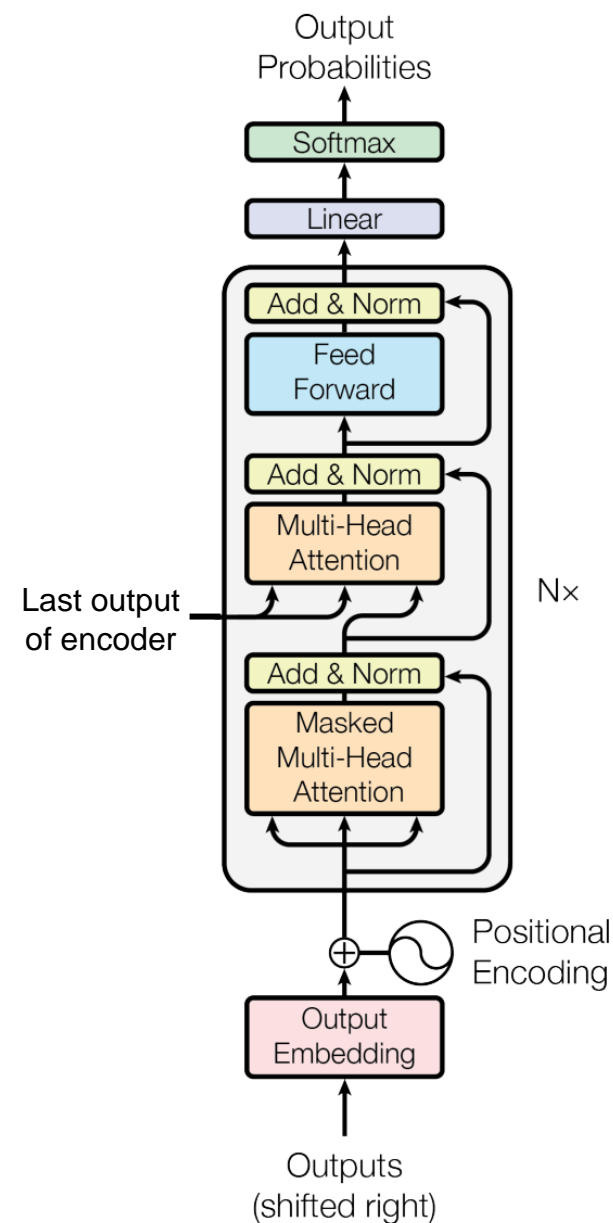 Output
Probabilities
Softmax
Linear
Add & Norm
Feed
Forward
Add & Norm
Multi-Head
Attention
Last output
of encoder
N×
Add & Norm
Masked
Multi-Head
Attention
Positional
Encoding
Output
Embedding
Outputs
(shifted right)